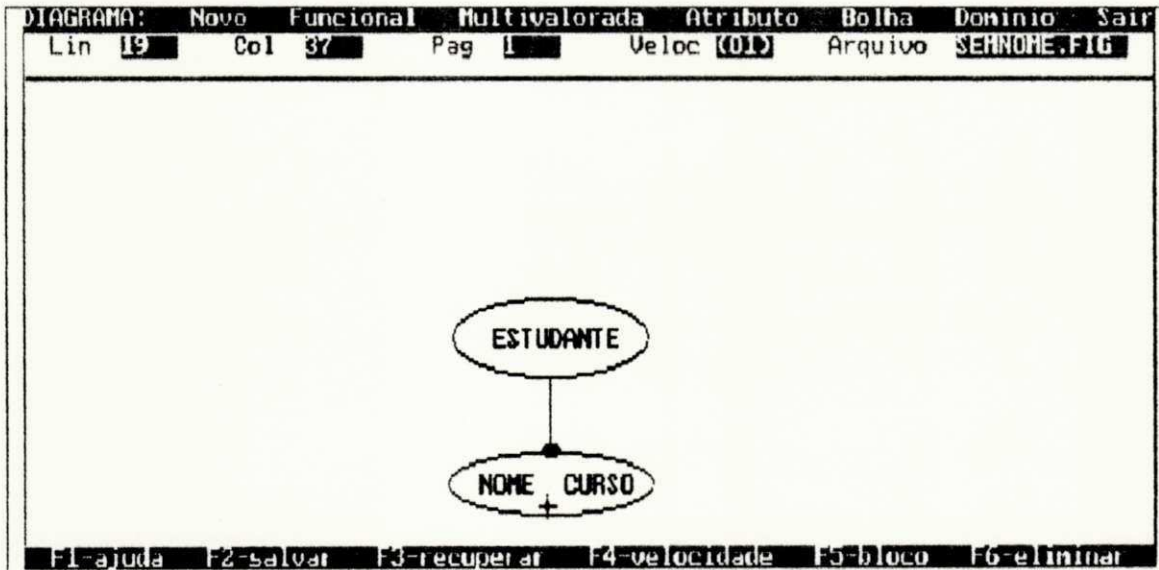 DIAGRAMA: Novo Funcional Multivalorada Atributo Bolha Dominio Sair
Lin 19 Col 37 Pag 1 Veloc (01) Arquivo SEMNOME.FIG
ESTUDANTE
NOME CURSO
F1-ajuda F2-salvar F3-recuperar F4-velocidade F5-bloco F6-eliminar